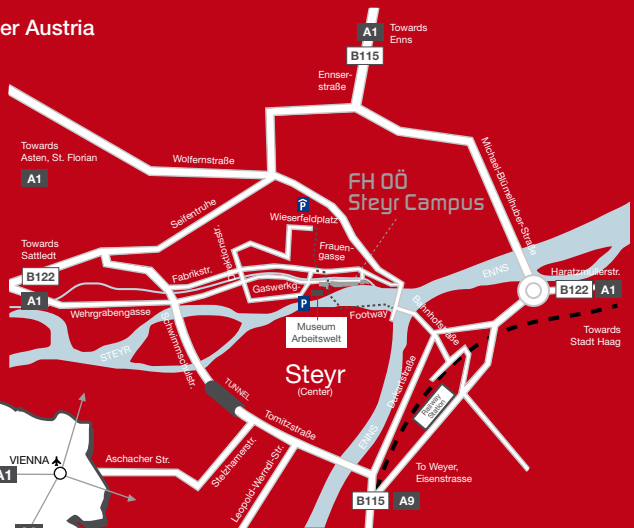 er Austria
A1
Towards
Enns
B115
Ennser-
straße
Towards
Asten, St. Florian
A1
Wolfernstraße
Michael-Blümelhuber-Straße
FH OÖ
Steyr Campus
Seifentruhe
P
Wieserfeldplatz
Direktionsstr.
Frauen-
gasse
Towards
Sattledt
B122
A1
Fabrikstr.
Gaswerkg.
ENNS
Haratzmüllerstr.
B122
A1
Wehrgrabengasse
P
Footway
Bahnhofstraße
Towards
Stadt Haag
Museum
Arbeitswelt
STEYR
Schwimmschulstr.
Steyr
(Center)
Dukartstraße
TUNNEL
Railway
Station
Tomitzstraße
ENNS
Stelzhamerstr.
Leopold-Werndl-Str.
VIENNA
Aschacher Str.
A1
To Weyer,
Eisenstrasse
B115
A9